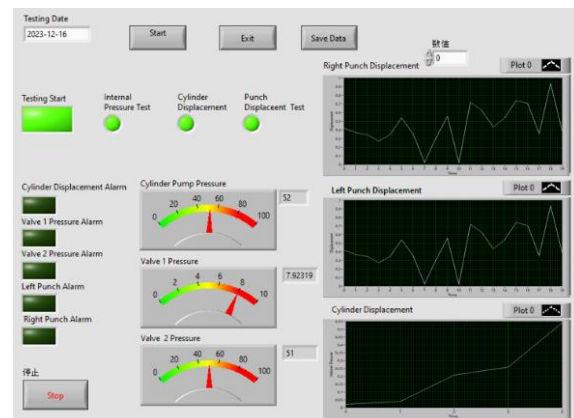 Testing Date
2023-12-16
Start
Exit
Save Data
数值
0
Testing Start
Internal
Pressure Test
Cylinder
Displacement
Punch
Displaceent Test
Right Punch Displacement
Plot 0
Cylinder Displacement Alarm
Valve 1 Pressure Alarm
Valve 2 Pressure Alarm
Left Punch Alarm
Right Punch Alarm
停止
Stop
Cylinder Pump Pressure
0 20 40 60 80 100
52
Valve 1 Pressure
0 2 4 6 8 10
7.92319
Valve 2 Pressure
0 20 40 60 80 100
51
Left Punch Displacement
Plot 0
Cylinder Displacement
Plot 0